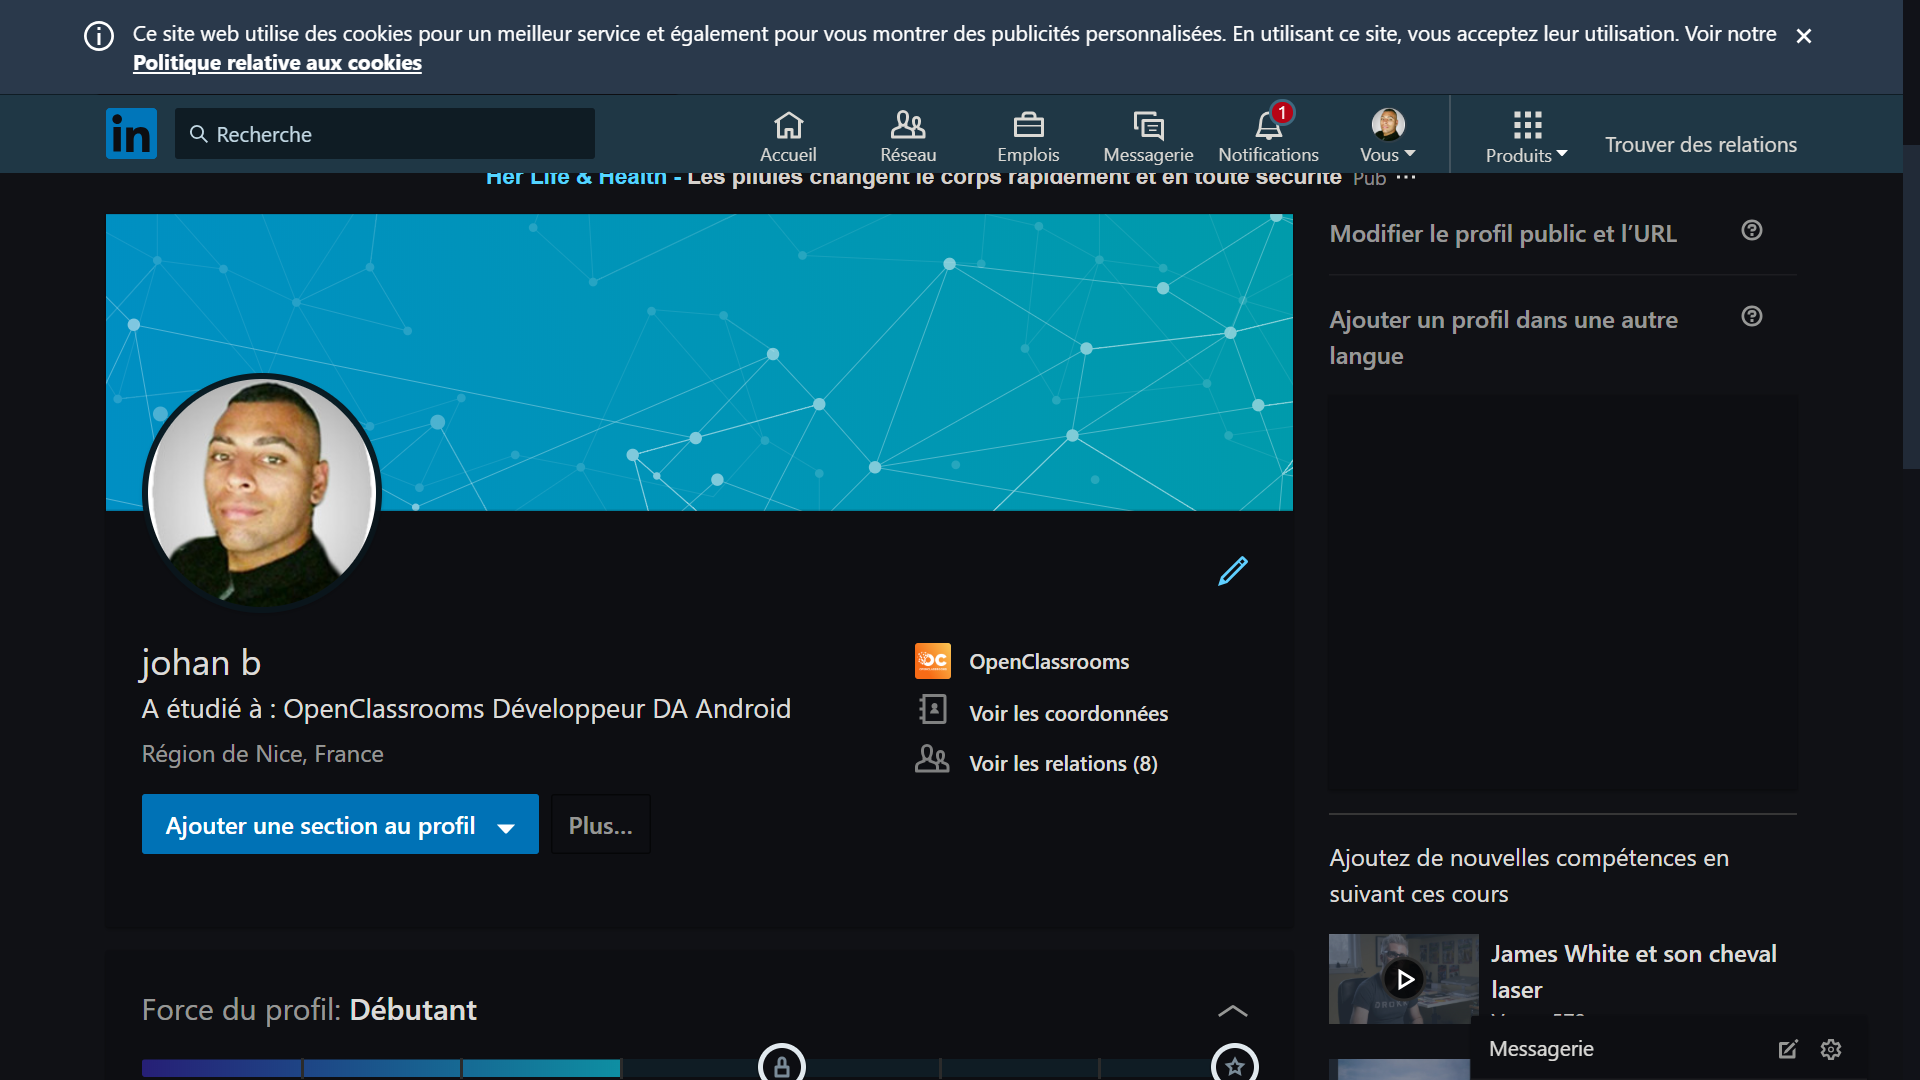 Ce site web utilise des cookies pour un meilleur service et également pour vous montrer des publicités personnalisées. En utilisant ce site, vous acceptez leur utilisation. Voir notre
Politique relative aux cookies
in
Recherche
Accueil
Réseau
Emplois
Messagerie
1
Notifications
Vous
Produits
Trouver des relations
Her Life & Health - Les pilules changent le corps rapidement et en toute sécurité Pub ...
Modifier le profil public et l’URL
Ajouter un profil dans une autre
langue
johan b
A étudié à : OpenClassrooms Développeur DA Android
Région de Nice, France
Ajouter une section au profil
Plus...
OC
OpenClassrooms
Voir les coordonnées
Voir les relations (8)
Ajoutez de nouvelles compétences en
suivant ces cours
James White et son cheval
laser
Force du profil: Débutant
Messagerie